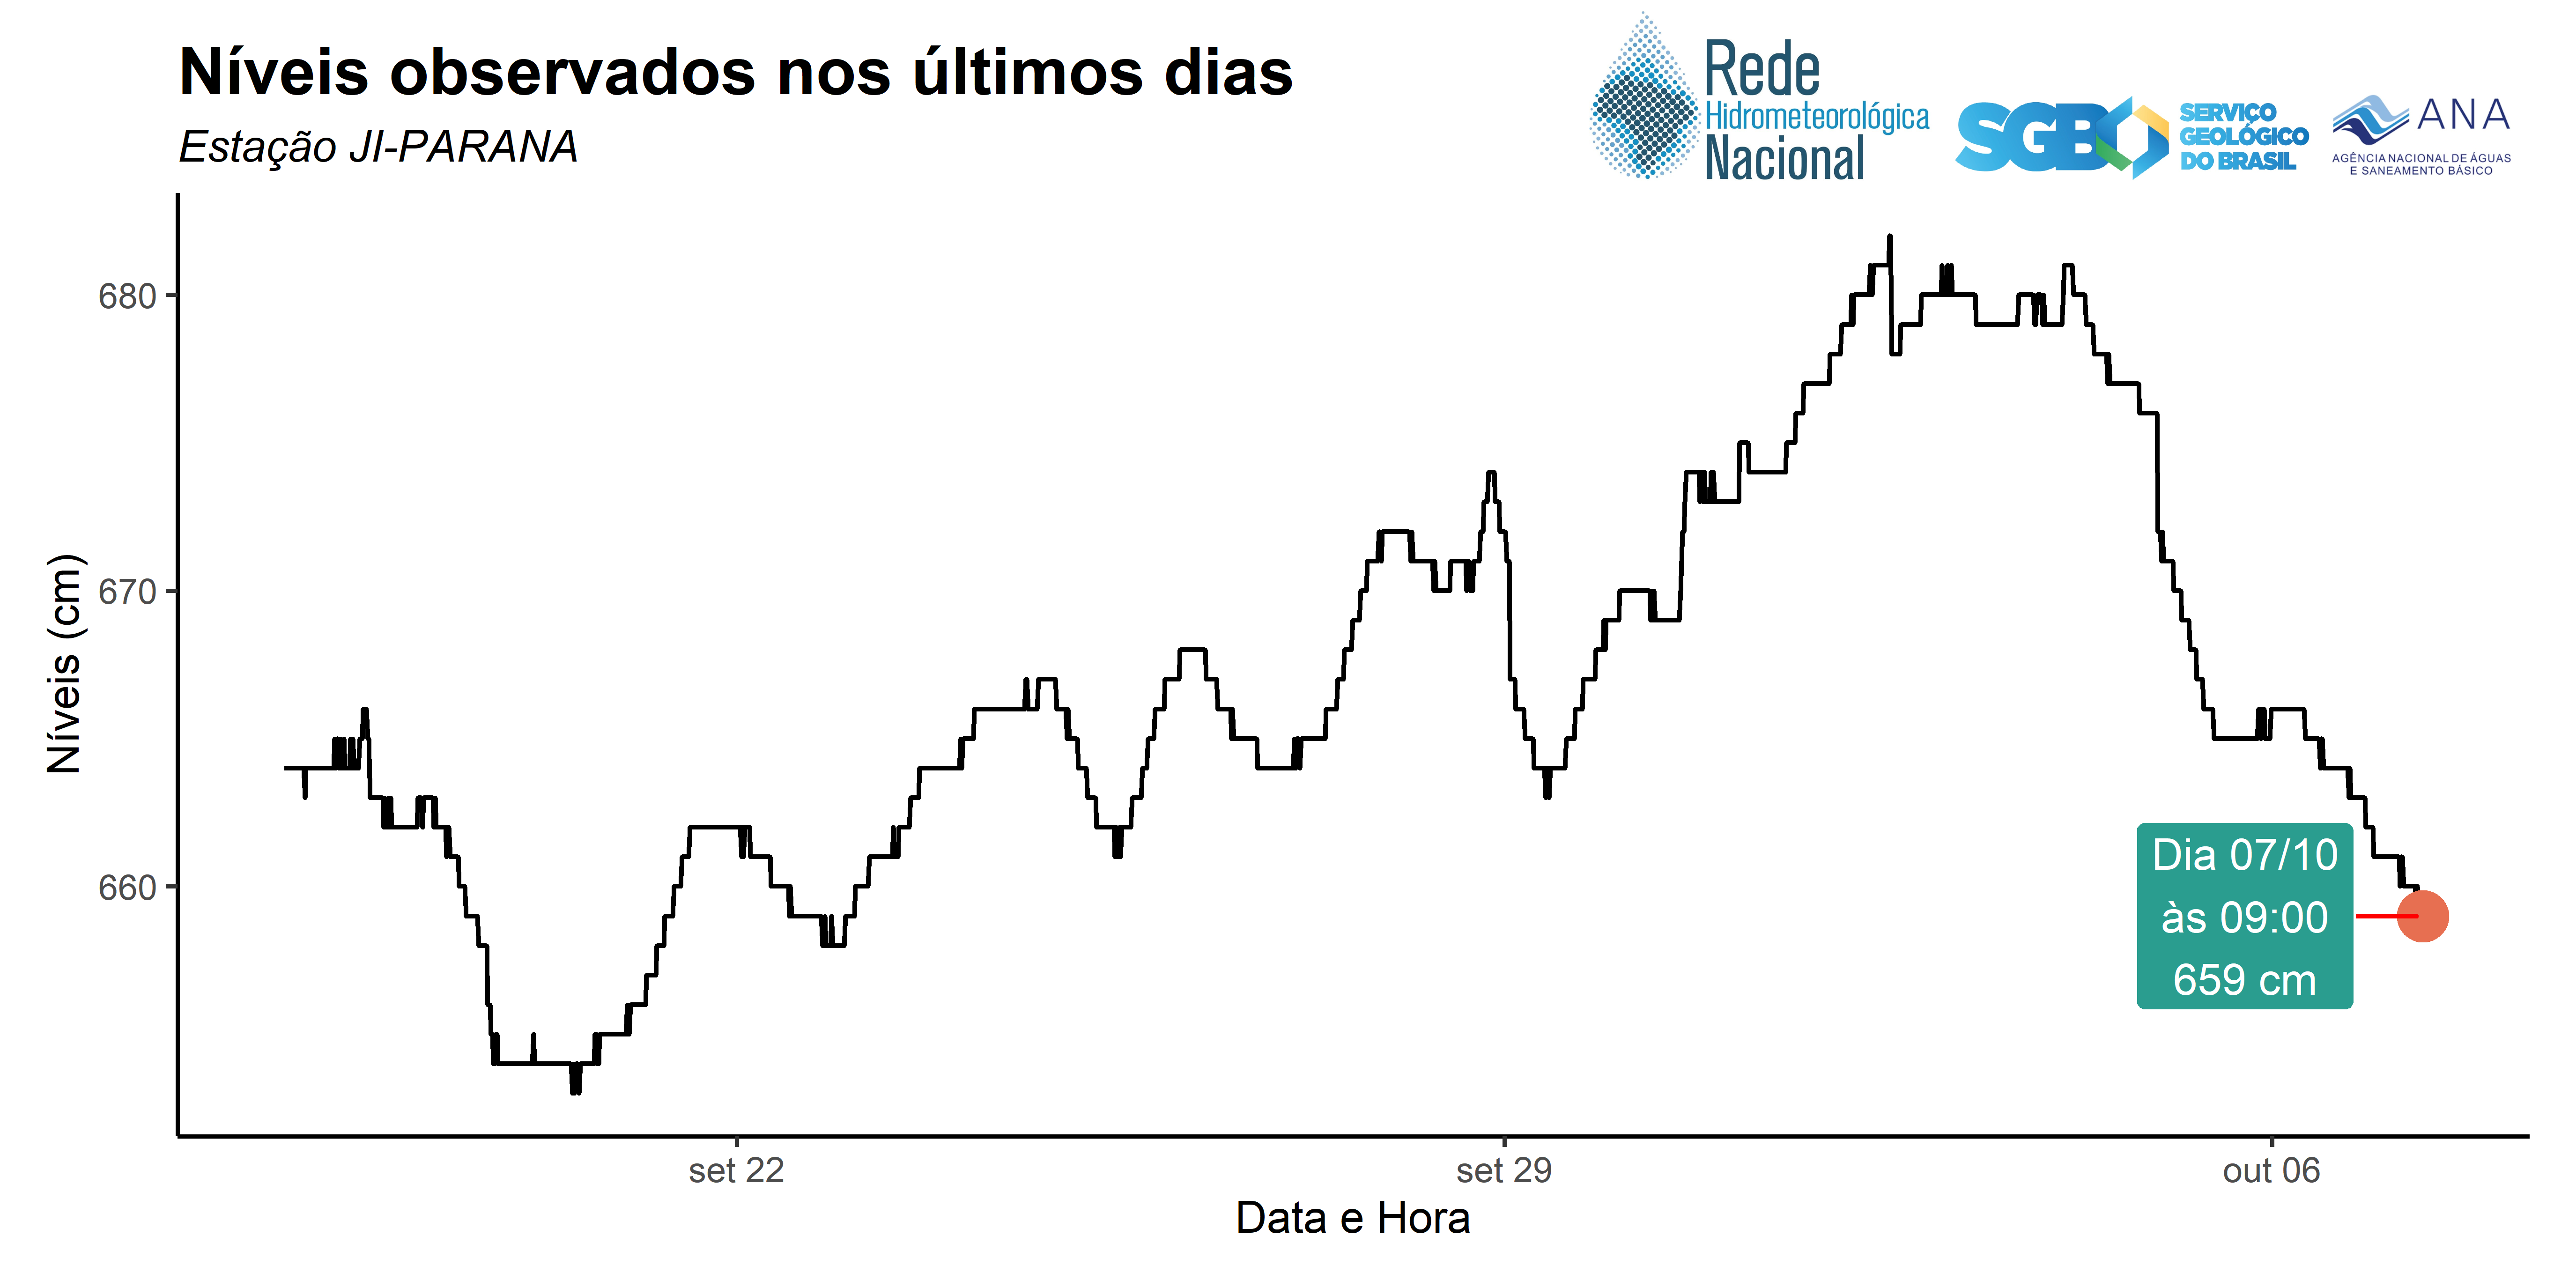 Níveis observados nos últimos dias
Estação JI-PARANA
Rede
Hidrometeorológica
Nacional
SGB
SERVIÇO
GEOLÓGICO
DO BRASIL
ANA
AGÊNCIA NACIONAL DE ÁGUAS
E SANEAMENTO BÁSICO
Níveis (cm)
680
670
660
Dia 07/10
às 09:00
659 cm
set 22
set 29
out 06
Data e Hora